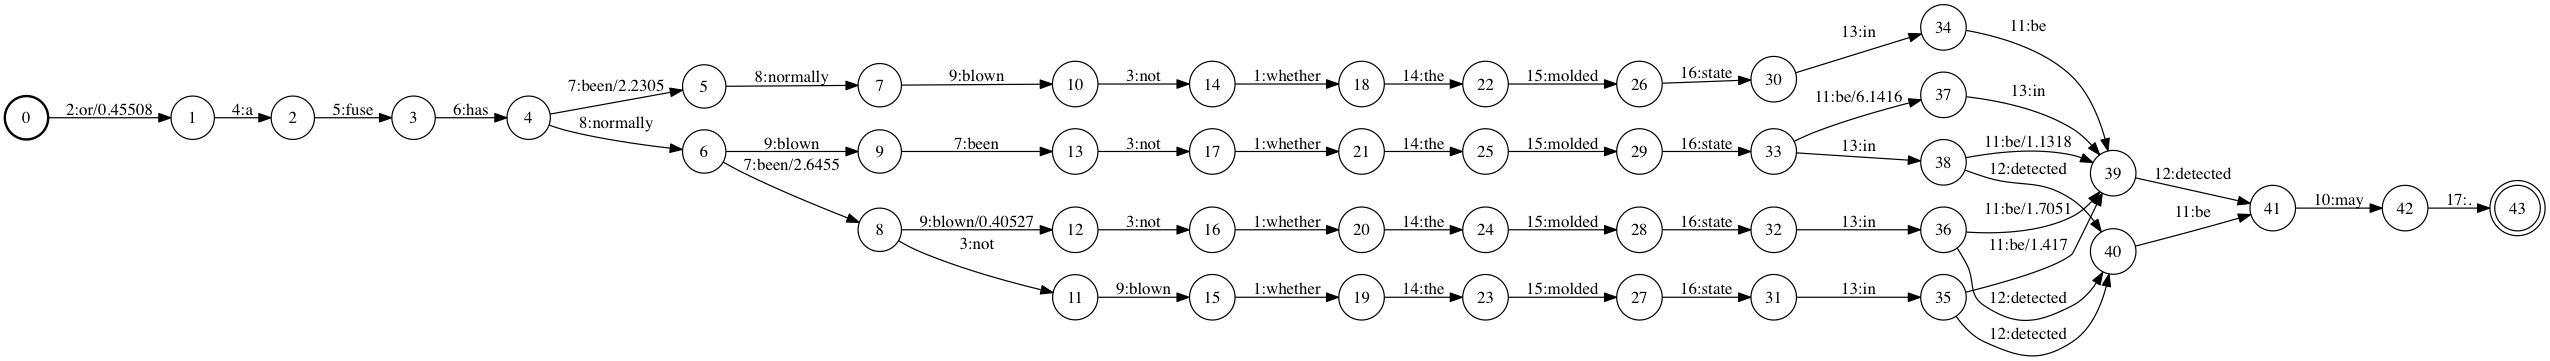 34
13:in 11:be
7:been/2.2305 5 8:normally 7 9:blown 10 3:not 14 1:whether 18 14:the 22 15:molded 26 16:state 30
11:be/6.1416 37 13:in
0 2:or/0.45508 1 4:a 2 5:fuse 3 6:has 4
8:normally 6 9:blown 9 7:been 13 3:not 17 1:whether 21 14:the 25 15:molded 29 16:state 33 13:in 38 11:be/1.1318
7:been/2.6455 12:detected 39 12:detected
11:be/1.7051 11:be 41 10:may 42 17:. 43
8 9:blown/0.40527 12 3:not 16 1:whether 20 14:the 24 15:molded 28 16:state 32 13:in 36
3:not 11:be/1.417 40
11 9:blown 15 1:whether 19 14:the 23 15:molded 27 16:state 31 13:in 35 12:detected
12:detected